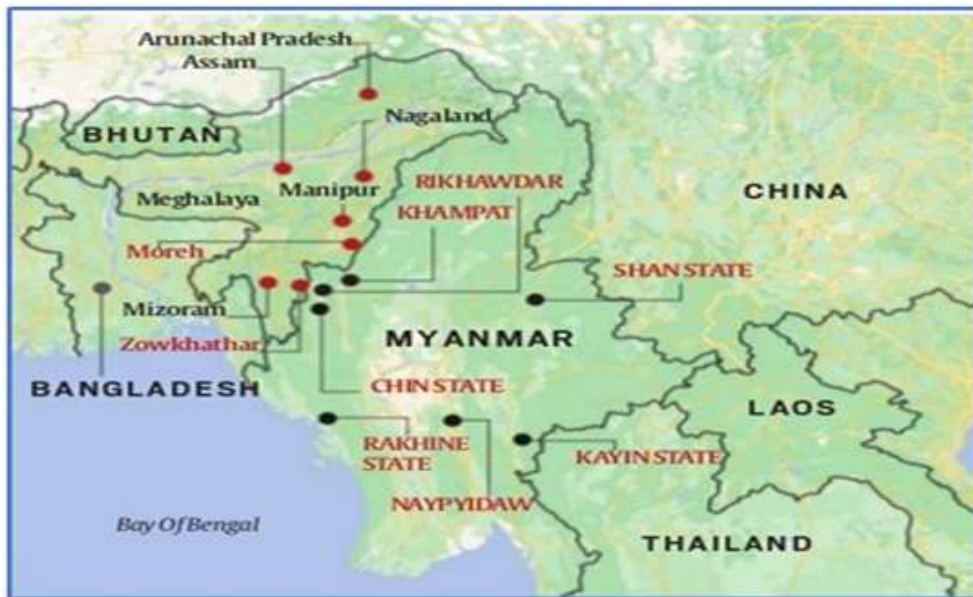 Arunachal Pradesh
Assam
BHUTAN
Nagaland
RIKHAWDAR
Meghalaya
Manipur
KHAMPAT
CHINA
Moreh
SHAN STATE
Mizoram
MYANMAR
Zowkhathar
BANGLADESH
CHIN STATE
LAOS
RAKHINE
STATE
KAYIN STATE
NAYPYIDAW
Bay Of Bengal
THAILAND